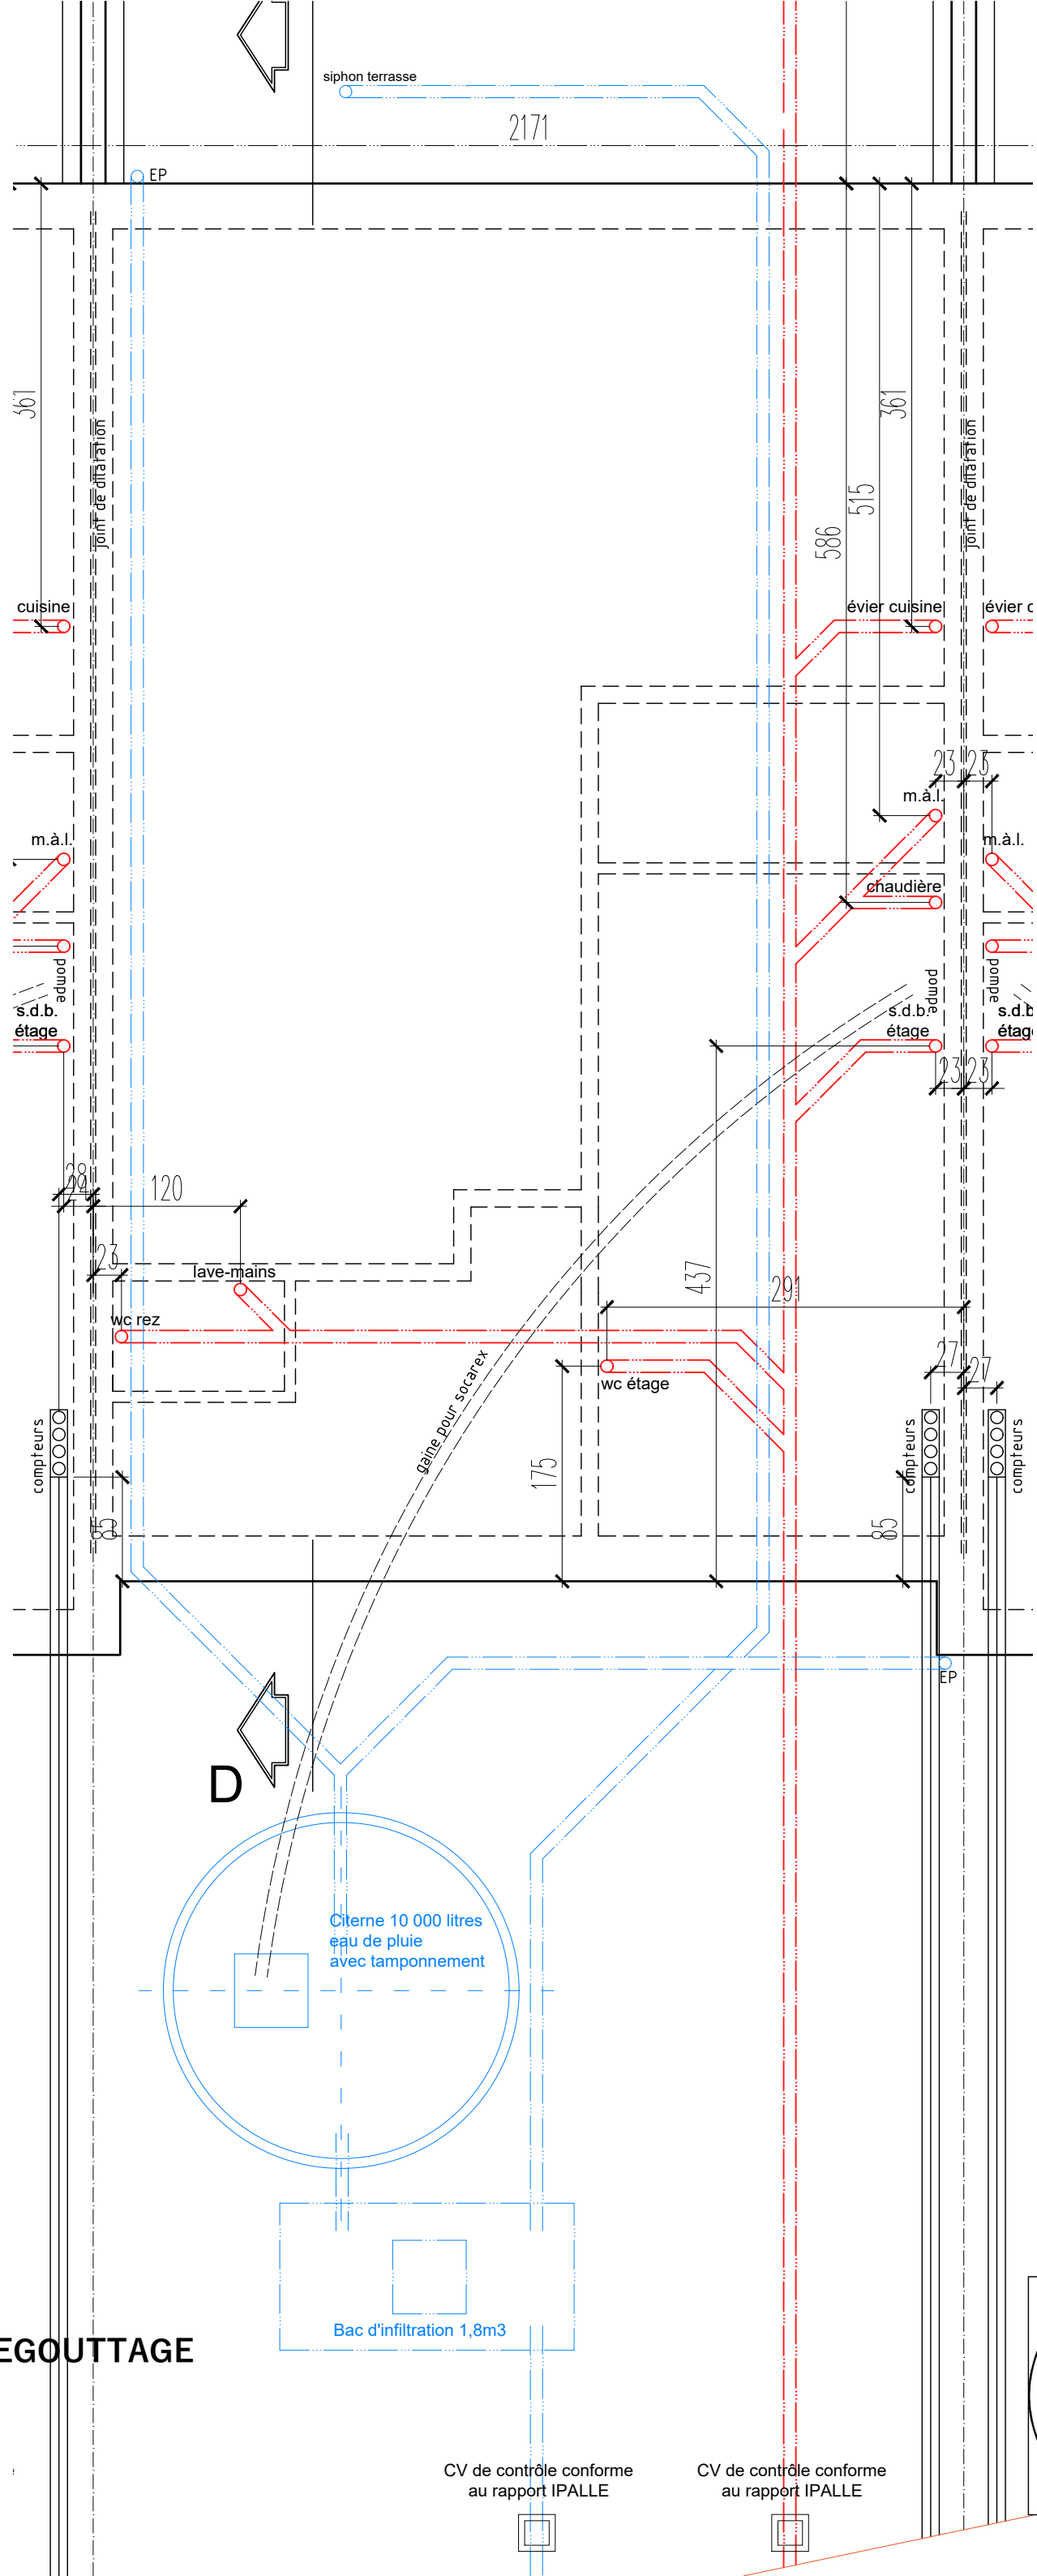 siphon terrasse
2171
EP
361
361
515
586
joint de dilatation
joint de dilatation
cuisine
évier cuisine
évier c
23
23
m.à.l.
m.à.l.
m.à.l.
chaudière
pompe
pompe
pompe
s.d.b.
étage
s.d.b.
étage
s.d.b
étag
23
23
120
437
23
lave-mains
291
wc rez
27
27
wc étage
gaine pour socarex
175
compteurs
compteurs
compteurs
85
85
EP
D
Citerne 10 000 litres
eau de pluie
avec tamponnement
Bac d'infiltration 1,8m3
EGOUTTAGE
CV de contrôle conforme
au rapport IPALLE
CV de contrôle conforme
au rapport IPALLE